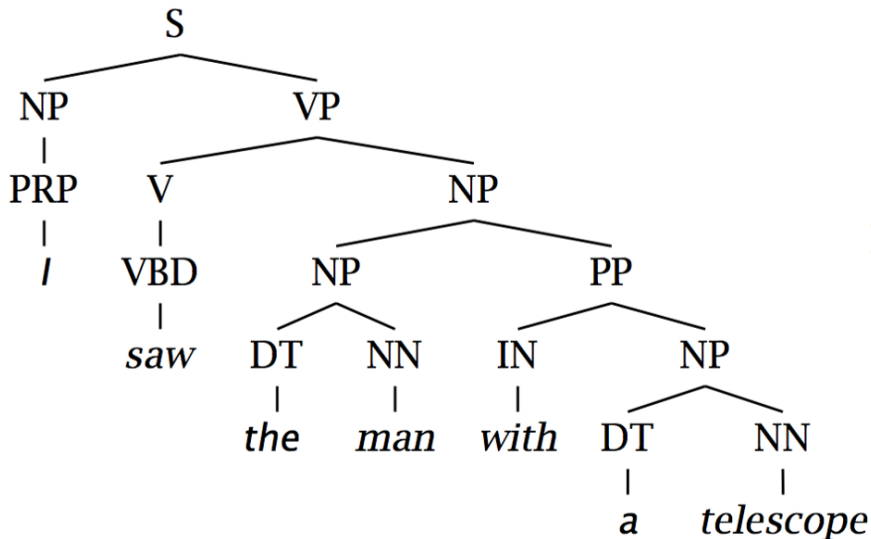 S
NP VP
PRP V NP
I VBD NP PP
saw DT NN IN NP
the man with DT NN
a telescope